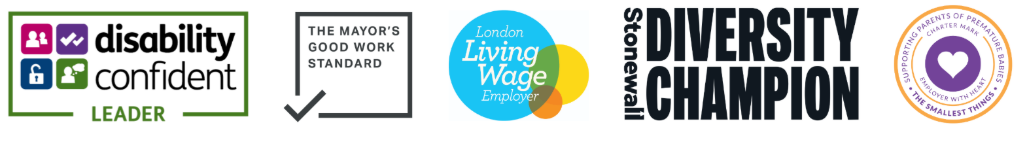 disability
confident
LEADER
THE MAYOR'S
GOOD WORK
STANDARD
London
Living
Wage
Employer
Stonewall
DIVERSITY
CHAMPION
SUPPORTING PARENTS OF PREMATURE BABIES
CHARTER MARK
EMPLOYER WITH HEART
• THE SMALLEST THINGS •